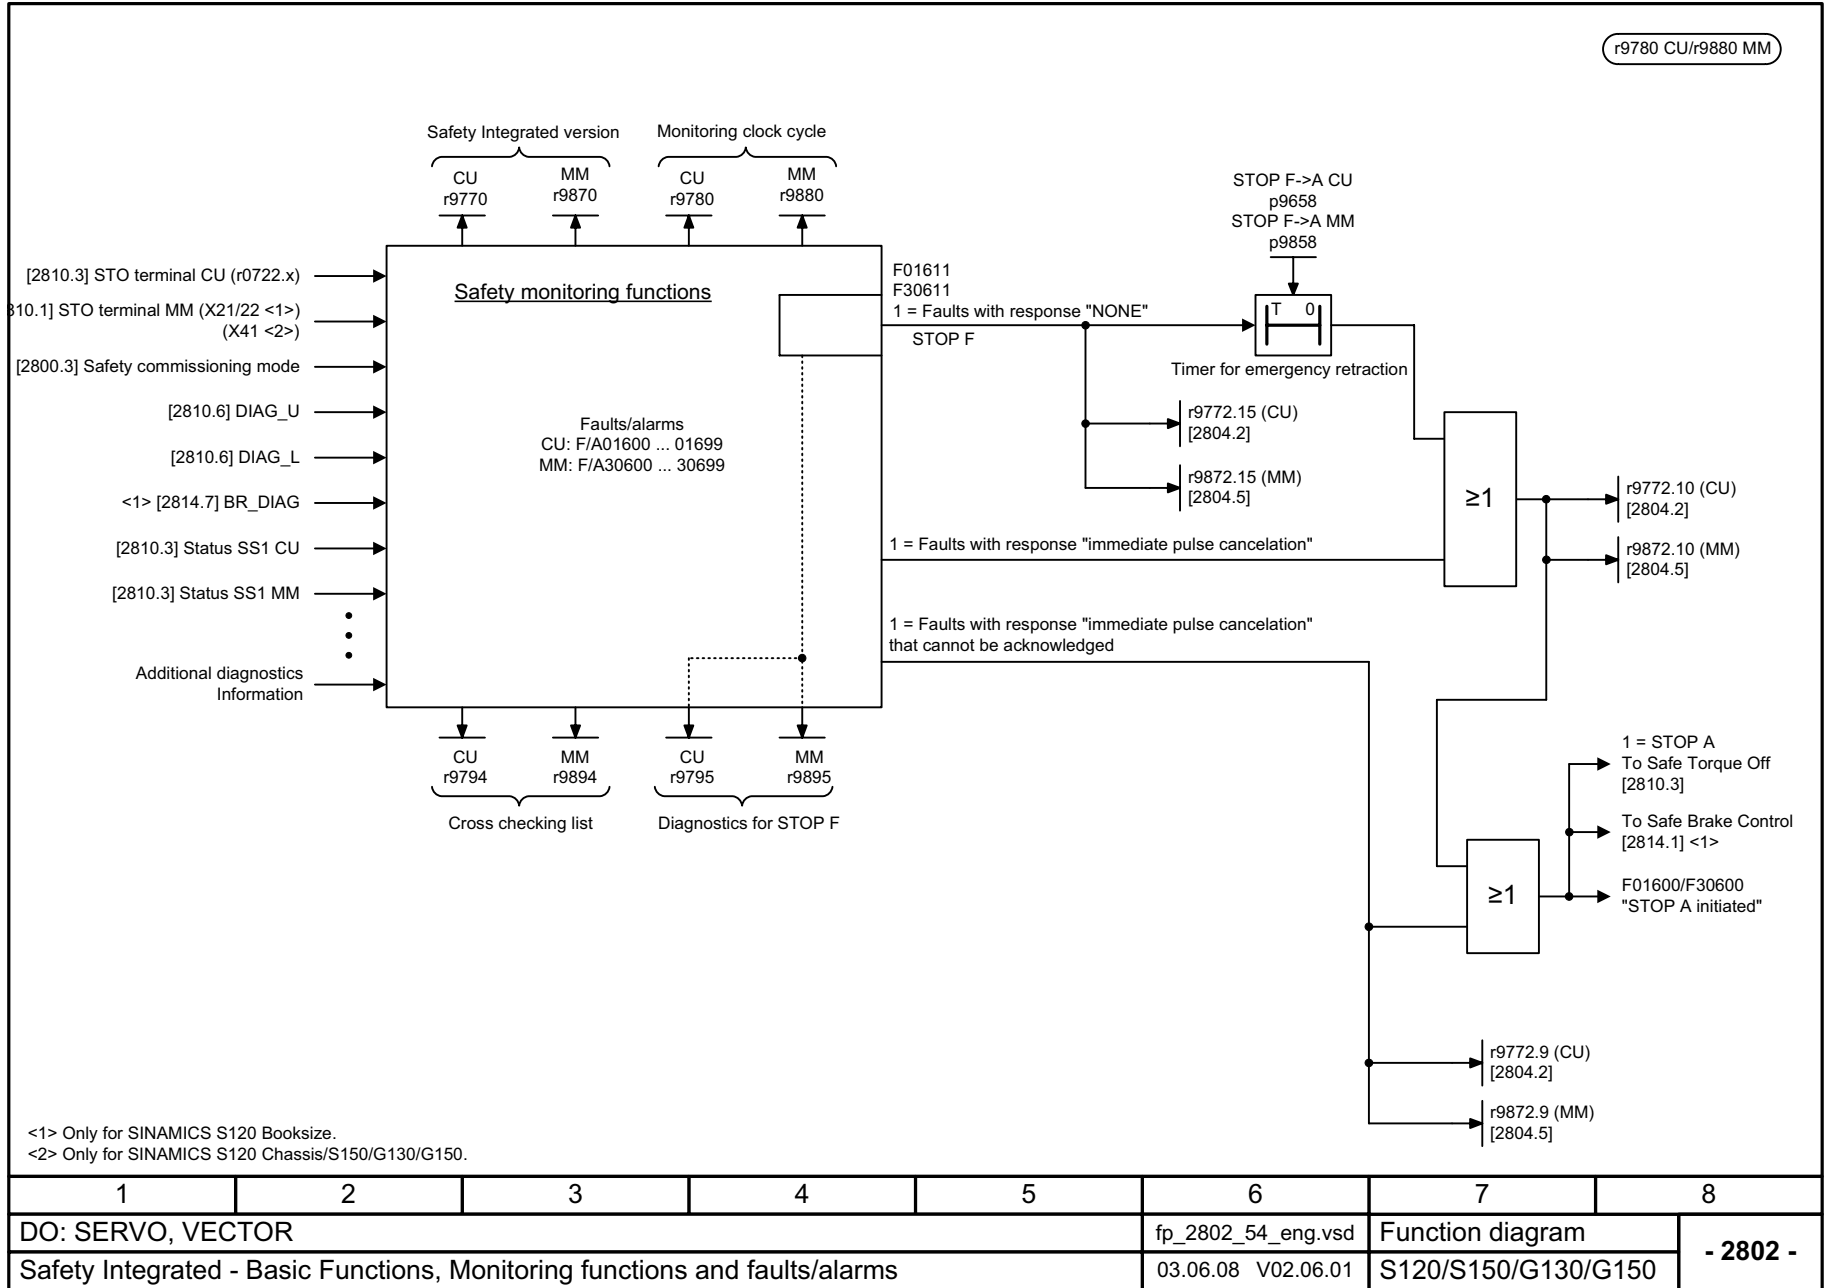 r9780 CU/r9880 MM
Safety Integrated version
Monitoring clock cycle
CU
r9770
MM
r9870
CU
r9780
MM
r9880
STOP F->A CU
p9658
STOP F->A MM
p9858
[2810.3] STO terminal CU (r0722.x)
310.1] STO terminal MM (X21/22 <1>)
(X41 <2>)
[2800.3] Safety commissioning mode
[2810.6] DIAG_U
[2810.6] DIAG_L
<1> [2814.7] BR_DIAG
[2810.3] Status SS1 CU
[2810.3] Status SS1 MM
Additional diagnostics
Information
Safety monitoring functions
Faults/alarms
CU: F/A01600 ... 01699
MM: F/A30600 ... 30699
F01611
F30611
1 = Faults with response "NONE"
STOP F
T 0
Timer for emergency retraction
r9772.15 (CU)
[2804.2]
r9872.15 (MM)
[2804.5]
≥1
r9772.10 (CU)
[2804.2]
r9872.10 (MM)
[2804.5]
1 = Faults with response "immediate pulse cancelation"
1 = Faults with response "immediate pulse cancelation"
that cannot be acknowledged
CU
r9794
MM
r9894
CU
r9795
MM
r9895
Cross checking list
Diagnostics for STOP F
1 = STOP A
To Safe Torque Off
[2810.3]
To Safe Brake Control
[2814.1] <1>
≥1
F01600/F30600
"STOP A initiated"
r9772.9 (CU)
[2804.2]
r9872.9 (MM)
[2804.5]
<1> Only for SINAMICS S120 Booksize.
<2> Only for SINAMICS S120 Chassis/S150/G130/G150.
1 2 3 4 5 6 7 8
DO: SERVO, VECTOR
fp_2802_54_eng.vsd
Function diagram
- 2802 -
Safety Integrated - Basic Functions, Monitoring functions and faults/alarms
03.06.08 V02.06.01
S120/S150/G130/G150